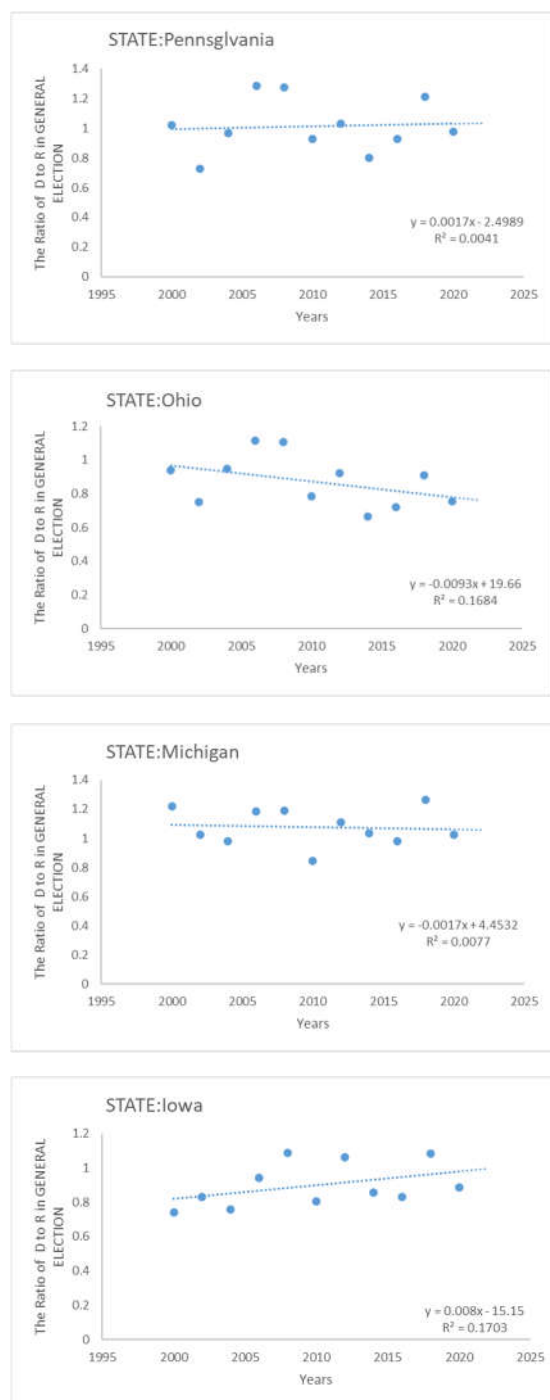 STATE:Pennsglvania
The Ratio of D to R in GENERAL
ELECTION
1.4
1.2
1
0.8
0.6
0.4
0.2
0
y = 0.0017x - 2.4989
R² = 0.0041
1995 2000 2005 2010 2015 2020 2025
Years
STATE:Ohio
The Ratio of D to R in GENERAL
ELECTION
1.2
1
0.8
0.6
0.4
0.2
0
y = -0.0093x + 19.66
R² = 0.1684
1995 2000 2005 2010 2015 2020 2025
Years
STATE:Michigan
The Ratio of D to R in GENERAL
ELECTION
1.4
1.2
1
0.8
0.6
0.4
0.2
0
y = -0.0017x + 4.4532
R² = 0.0077
1995 2000 2005 2010 2015 2020 2025
Years
STATE:Iowa
The Ratio of D to R in GENERAL
ELECTION
1.2
1
0.8
0.6
0.4
0.2
0
y = 0.008x - 15.15
R² = 0.1703
1995 2000 2005 2010 2015 2020 2025
Years